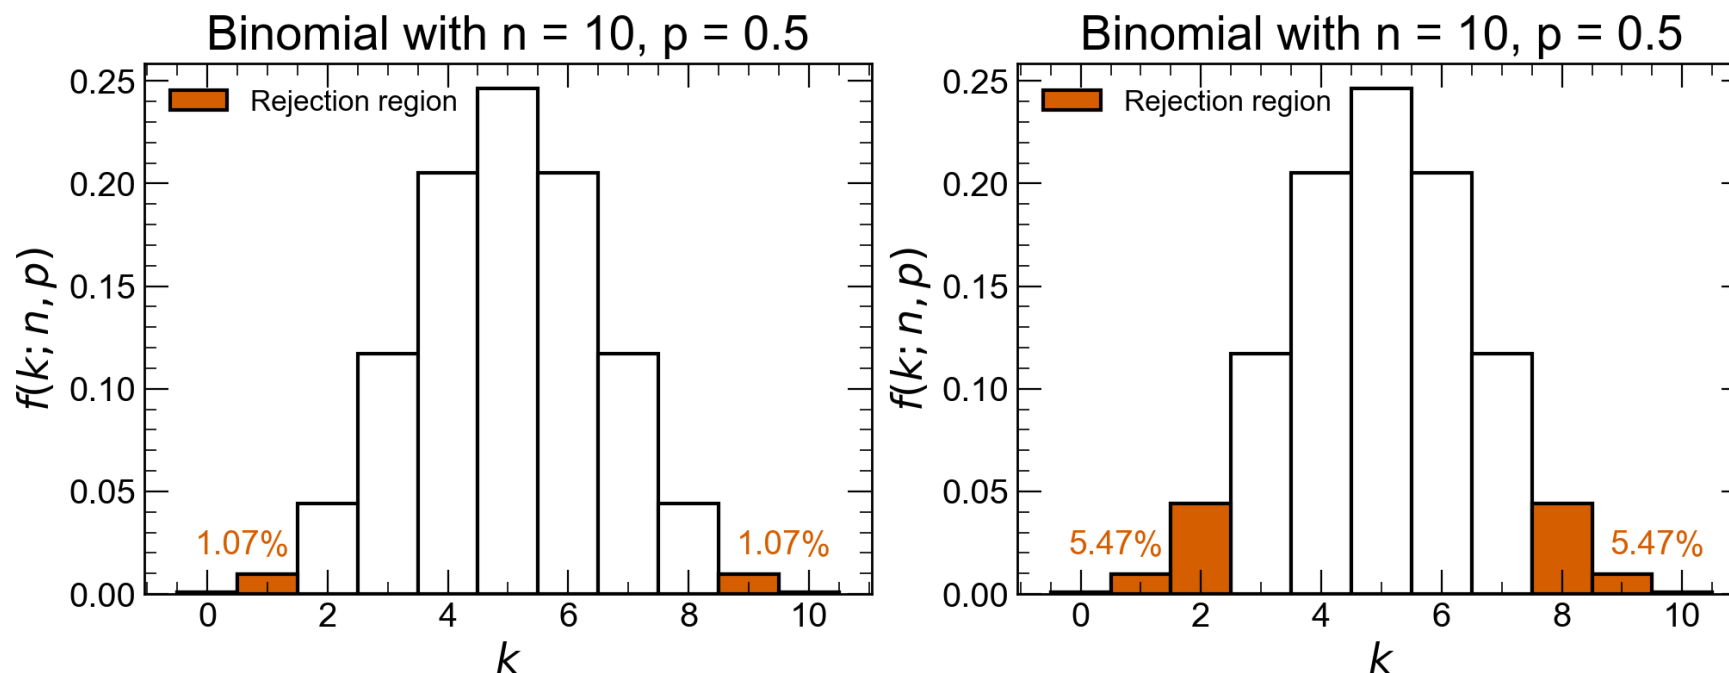 Binomial with n = 10, p = 0.5
0.25
0.20
0.15
0.10
0.05
0.00
f(k; n, p)
Rejection region
1.07%
1.07%
0 2 4 6 8 10
k
Binomial with n = 10, p = 0.5
0.25
0.20
0.15
0.10
0.05
0.00
f(k; n, p)
Rejection region
5.47%
5.47%
0 2 4 6 8 10
k